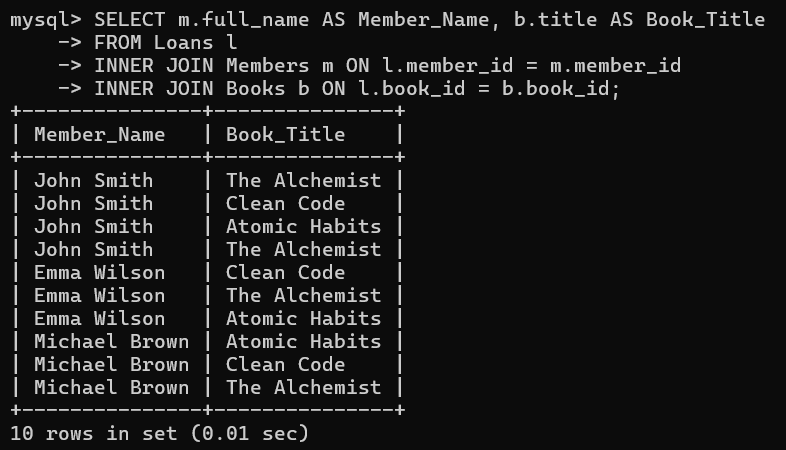 mysql> SELECT m.full_name AS Member_Name, b.title AS Book_Title
    -> FROM Loans l
    -> INNER JOIN Members m ON l.member_id = m.member_id
    -> INNER JOIN Books b ON l.book_id = b.book_id;
+---------------+---------------+
| Member_Name   | Book_Title    |
+---------------+---------------+
| John Smith    | The Alchemist |
| John Smith    | Clean Code    |
| John Smith    | Atomic Habits |
| John Smith    | The Alchemist |
| Emma Wilson   | Clean Code    |
| Emma Wilson   | The Alchemist |
| Emma Wilson   | Atomic Habits |
| Michael Brown | Atomic Habits |
| Michael Brown | Clean Code    |
| Michael Brown | The Alchemist |
+---------------+---------------+
10 rows in set (0.01 sec)